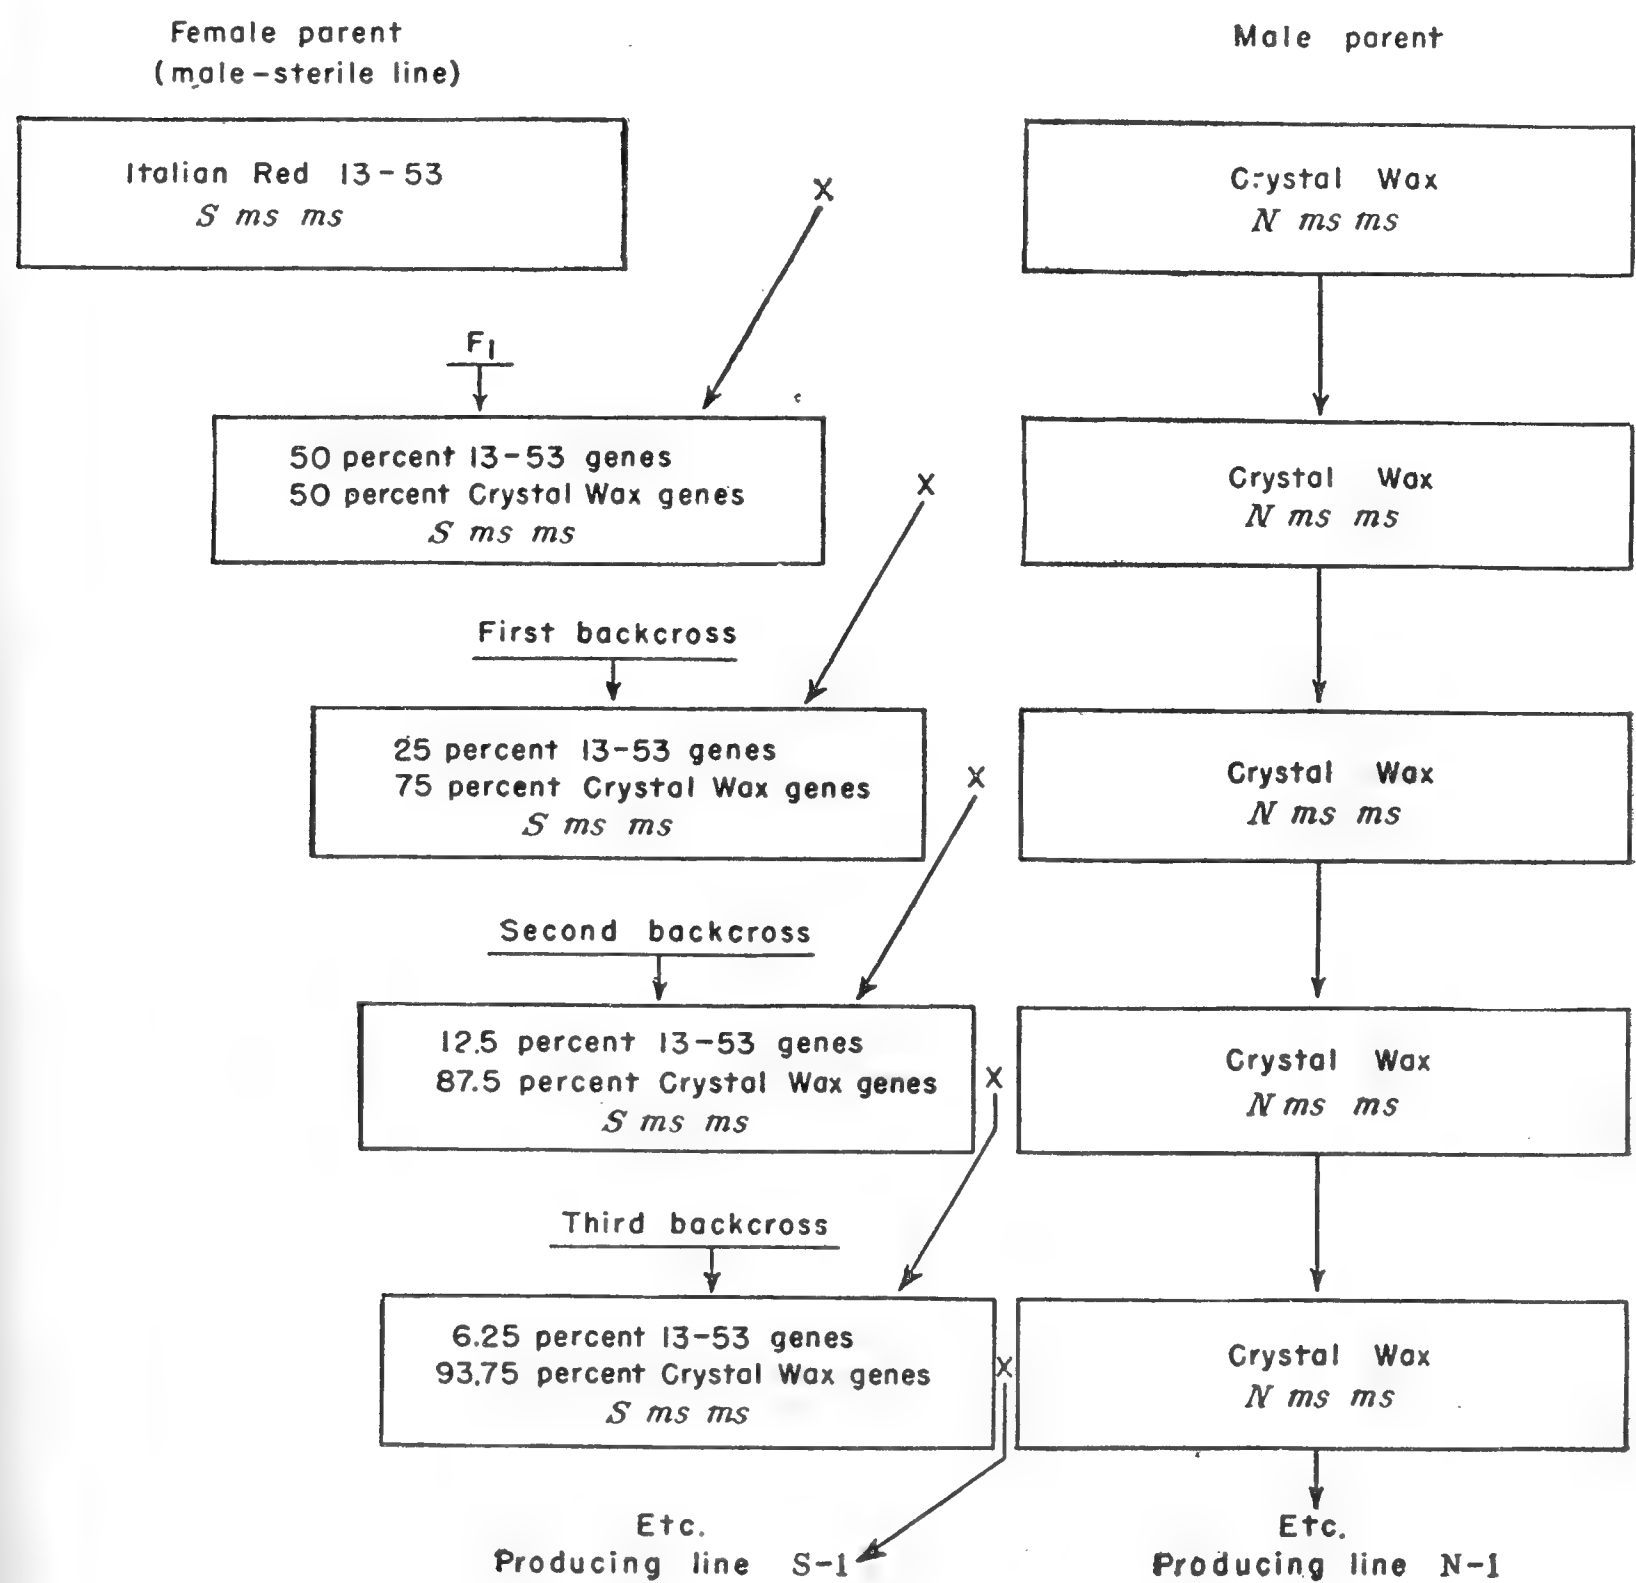 Female parent
(male-sterile line)
Male parent
Italian Red 13-53
S ms ms
X
Crystal Wax
N ms ms
F1
50 percent 13-53 genes
50 percent Crystal Wax genes
S ms ms
X
Crystal Wax
N ms ms
First backcross
25 percent 13-53 genes
75 percent Crystal Wax genes
S ms ms
X
Crystal Wax
N ms ms
Second backcross
12.5 percent 13-53 genes
87.5 percent Crystal Wax genes
S ms ms
X
Crystal Wax
N ms ms
Third backcross
6.25 percent 13-53 genes
93.75 percent Crystal Wax genes
S ms ms
X
Crystal Wax
N ms ms
Etc.
Producing line S-1
Etc.
Producing line N-1